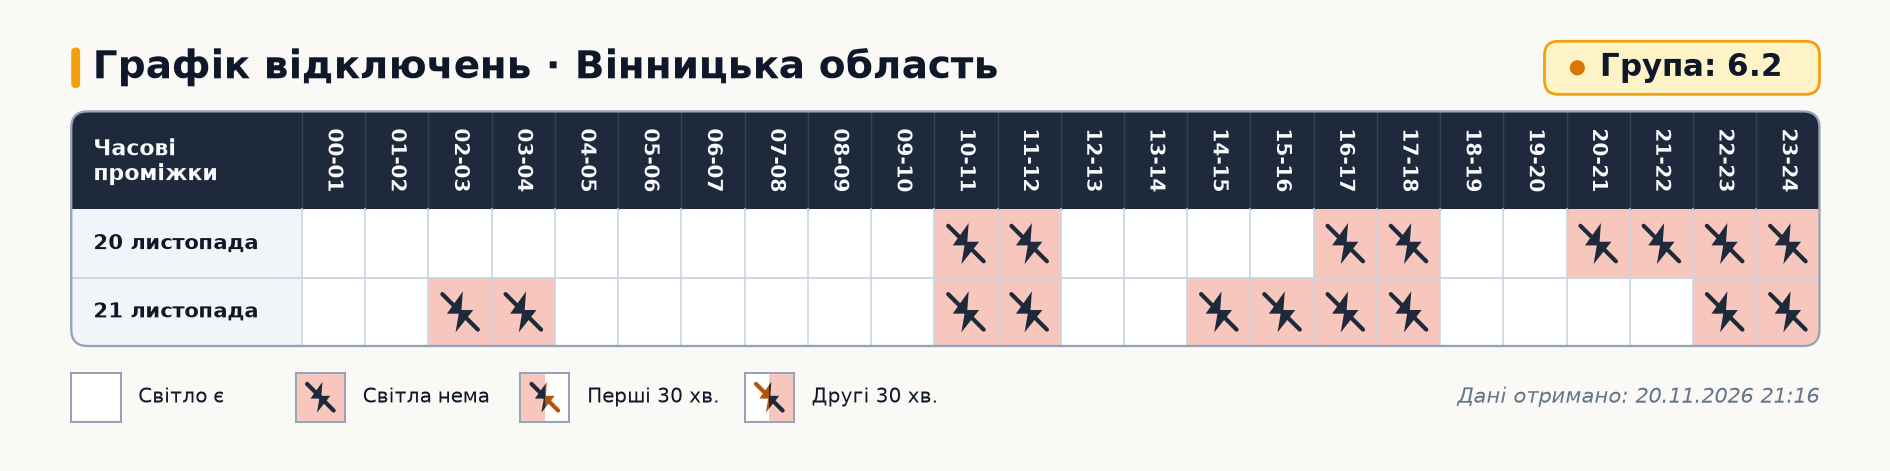 Графік відключень · Вінницька область
Група: 6.2
Часові
проміжки
00-01
01-02
02-03
03-04
04-05
05-06
06-07
07-08
08-09
09-10
10-11
11-12
12-13
13-14
14-15
15-16
16-17
17-18
18-19
19-20
20-21
21-22
22-23
23-24
20 листопада
21 листопада
Світло є
Світла нема
Перші 30 хв.
Другі 30 хв.
Дані отримано: 20.11.2026 21:16